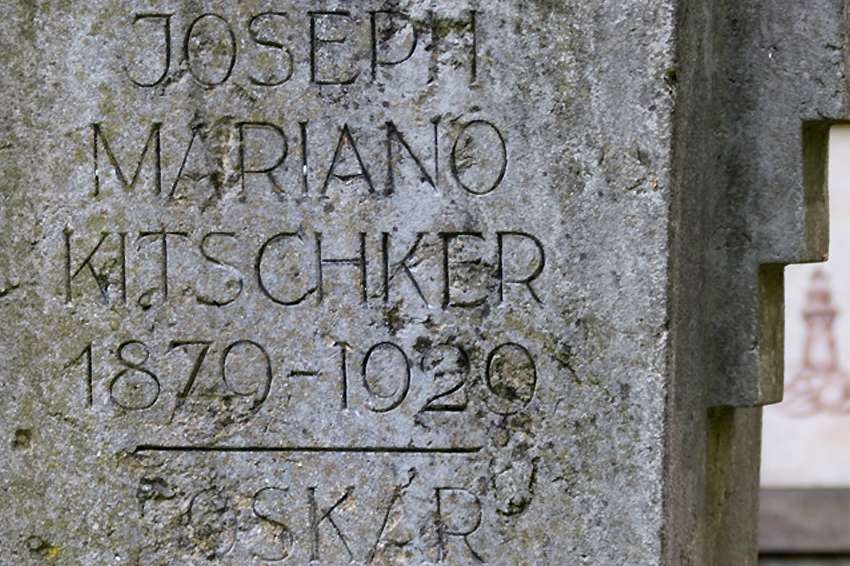 JOSEPH
MARIANO
KITSCHKER
1879-1929
OSKAR